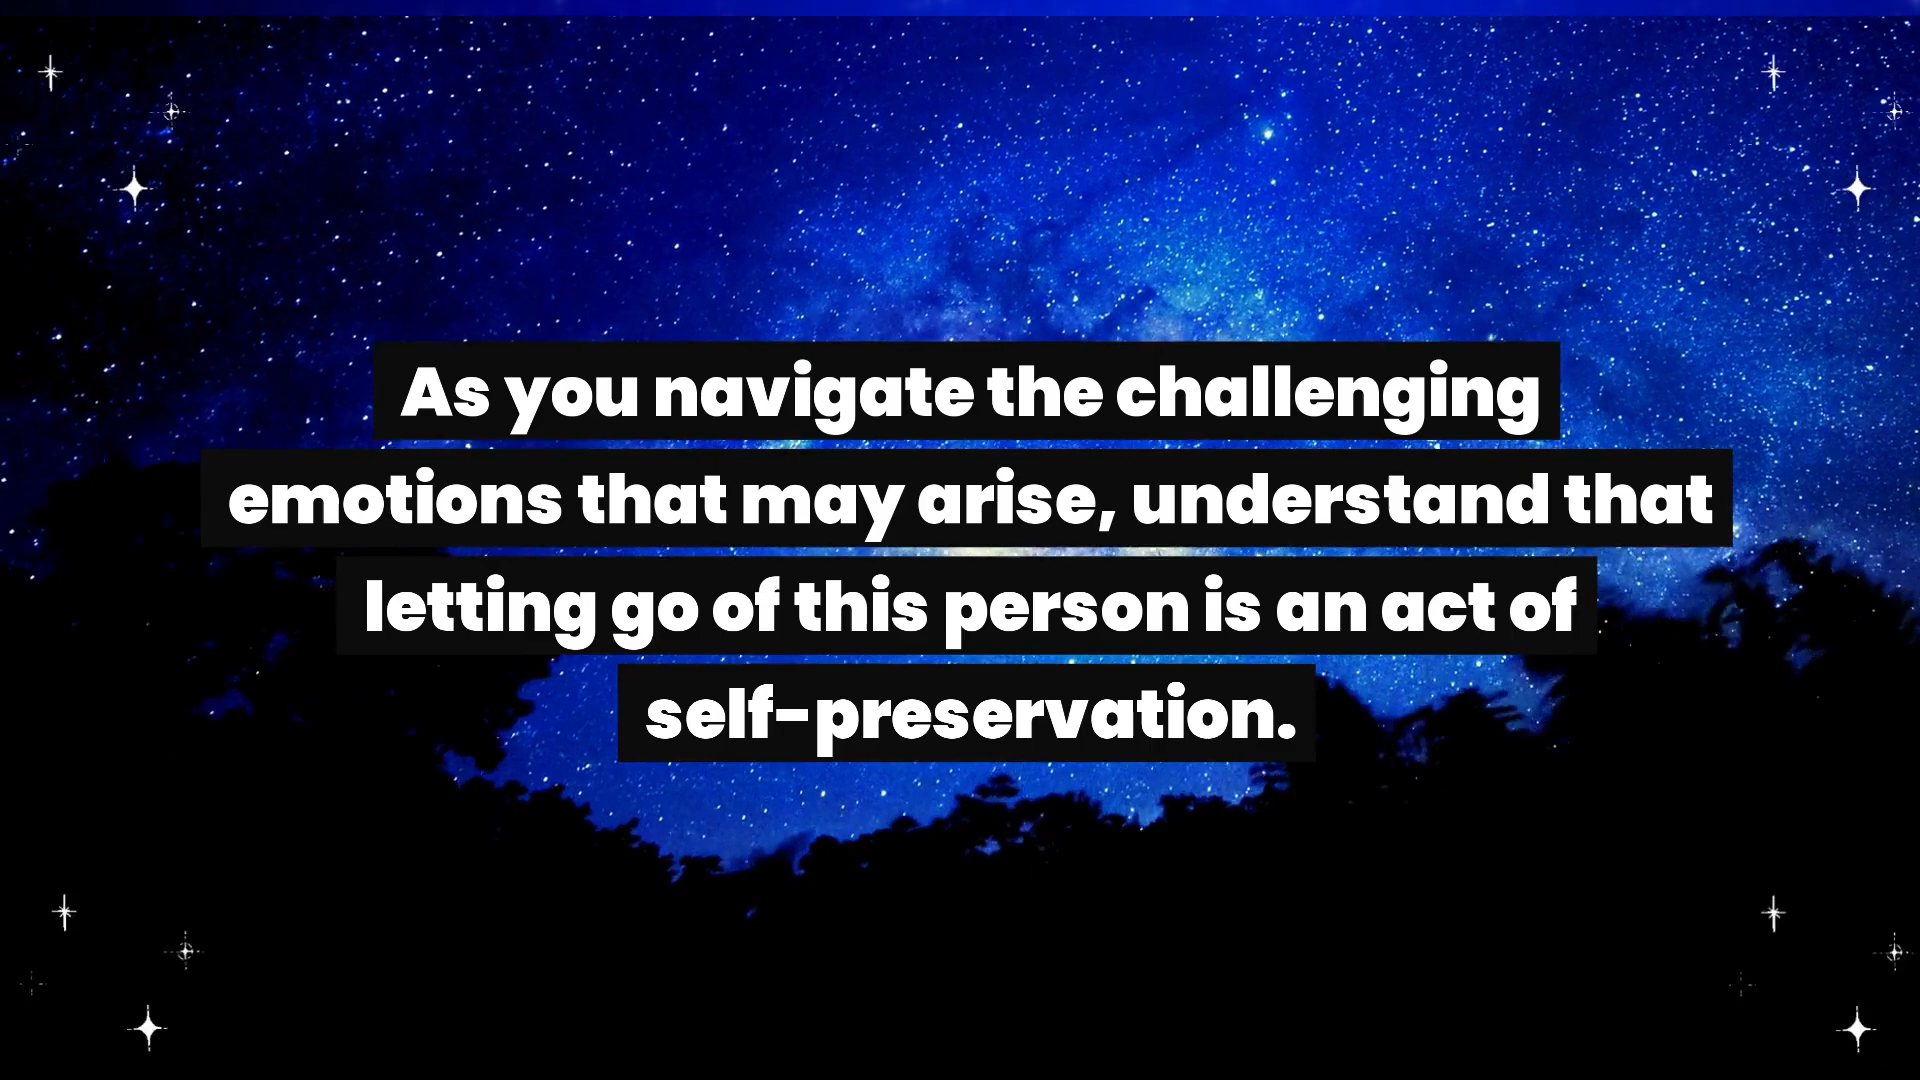 As you navigate the challenging
emotions that may arise, understand that
letting go of this person is an act of
self-preservation.